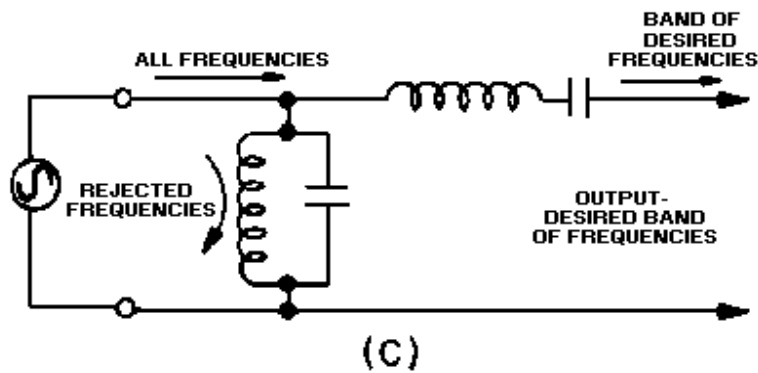 BAND OF
DESIRED
FREQUENCIES
ALL FREQUENCIES
REJECTED
FREQUENCIES
OUTPUT-
DESIRED BAND
OF FREQUENCIES
(C)